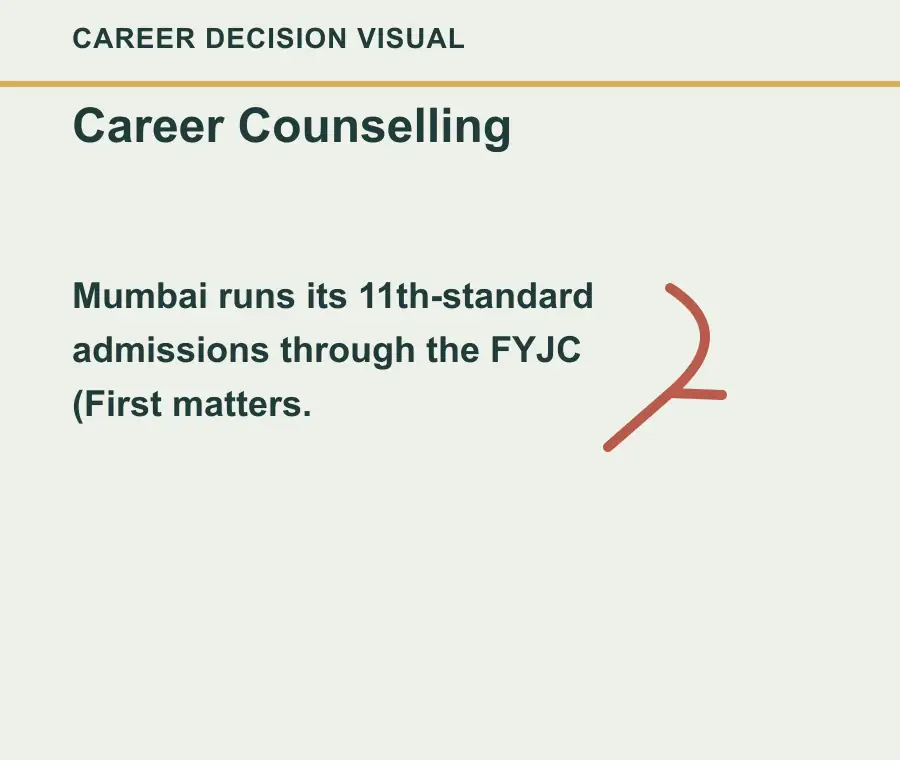 CAREER DECISION VISUAL
Career Counselling
Mumbai runs its 11th-standard
admissions through the FYJC
(First matters.